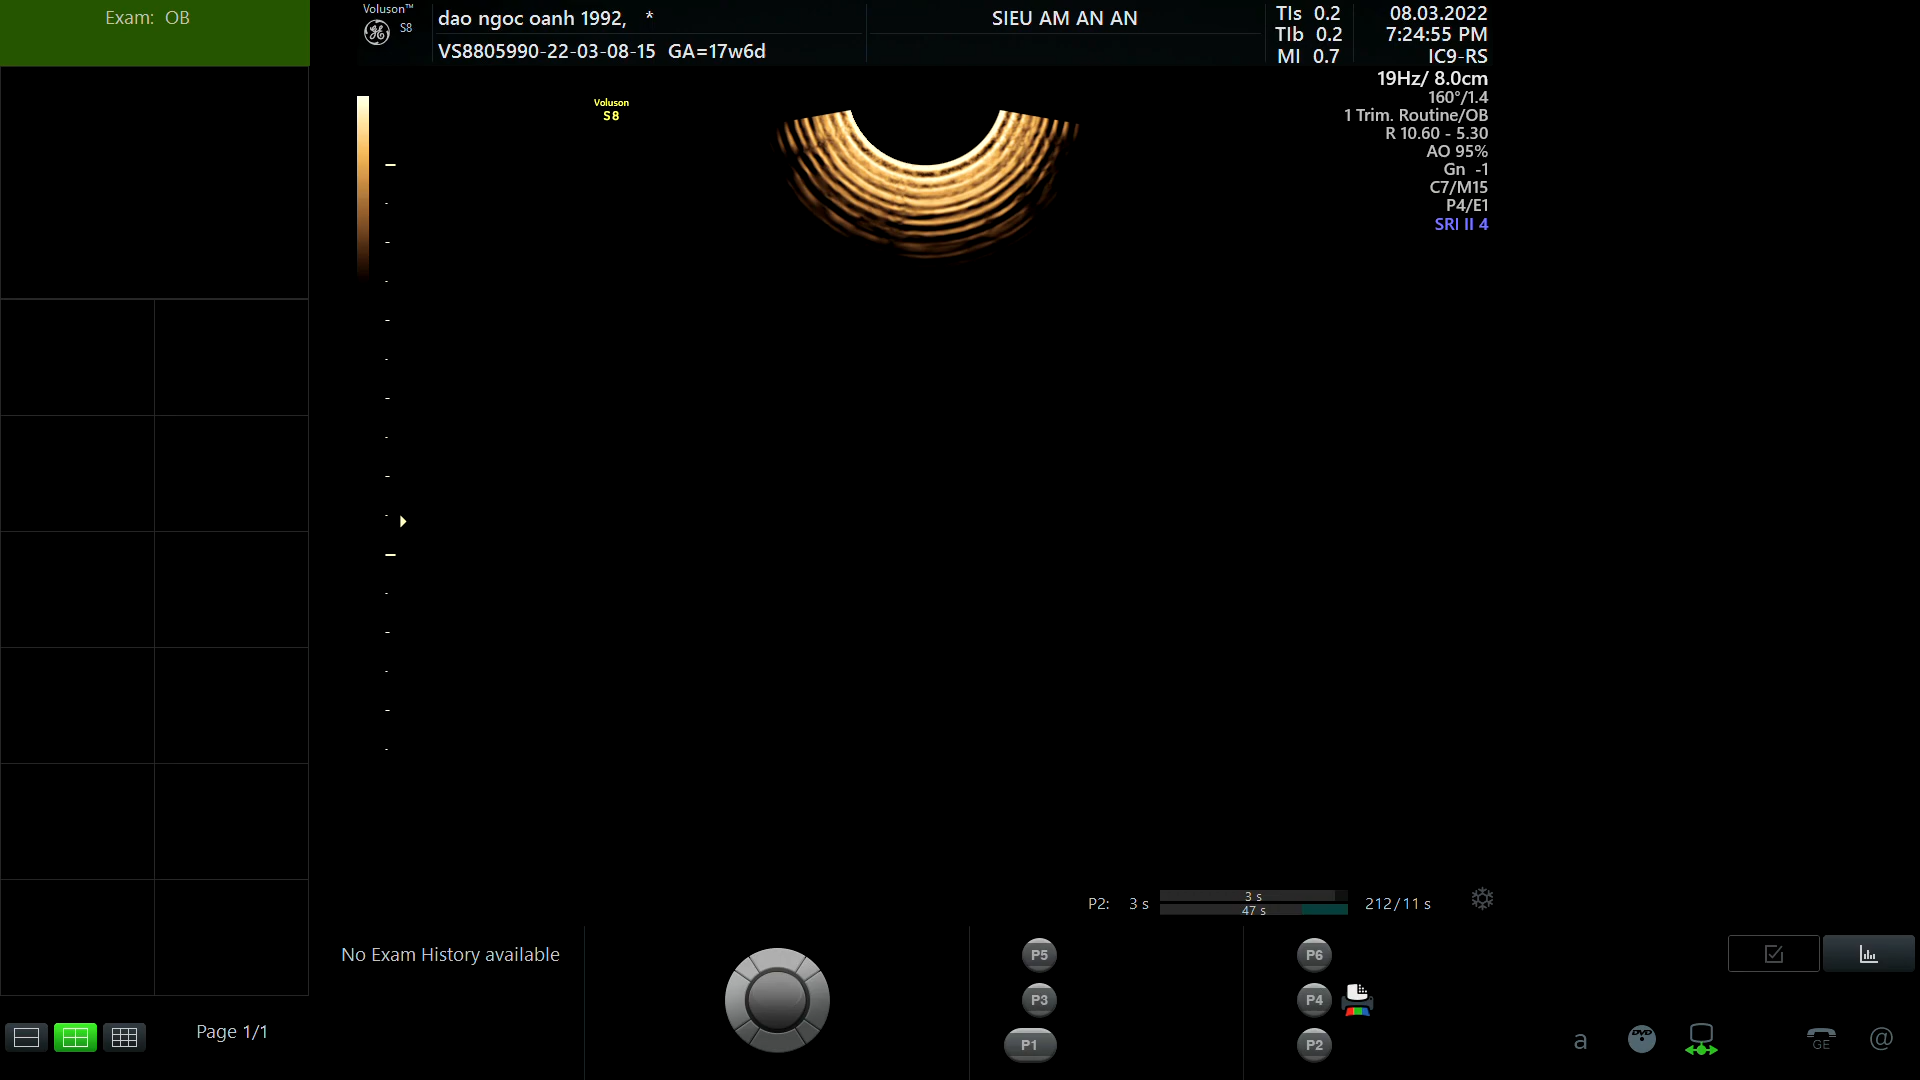 Exam: OB
Voluson™
S8
dao ngoc oanh 1992, *
VS8805990-22-03-08-15 GA=17w6d
SIEU AM AN AN
TIs 0.2
TIb 0.2
MI 0.7
08.03.2022
7:24:55 PM
IC9-RS
19Hz/ 8.0cm
160°/1.4
1 Trim. Routine/OB
R 10.60 - 5.30
AO 95%
Gn -1
C7/M15
P4/E1
SRI II 4
Voluson
S8
P2: 3 s
3 s
47 s
212/11 s
No Exam History available
P5
P6
P3
P4
P1
P2
Page 1/1
a
DVD
GE
@